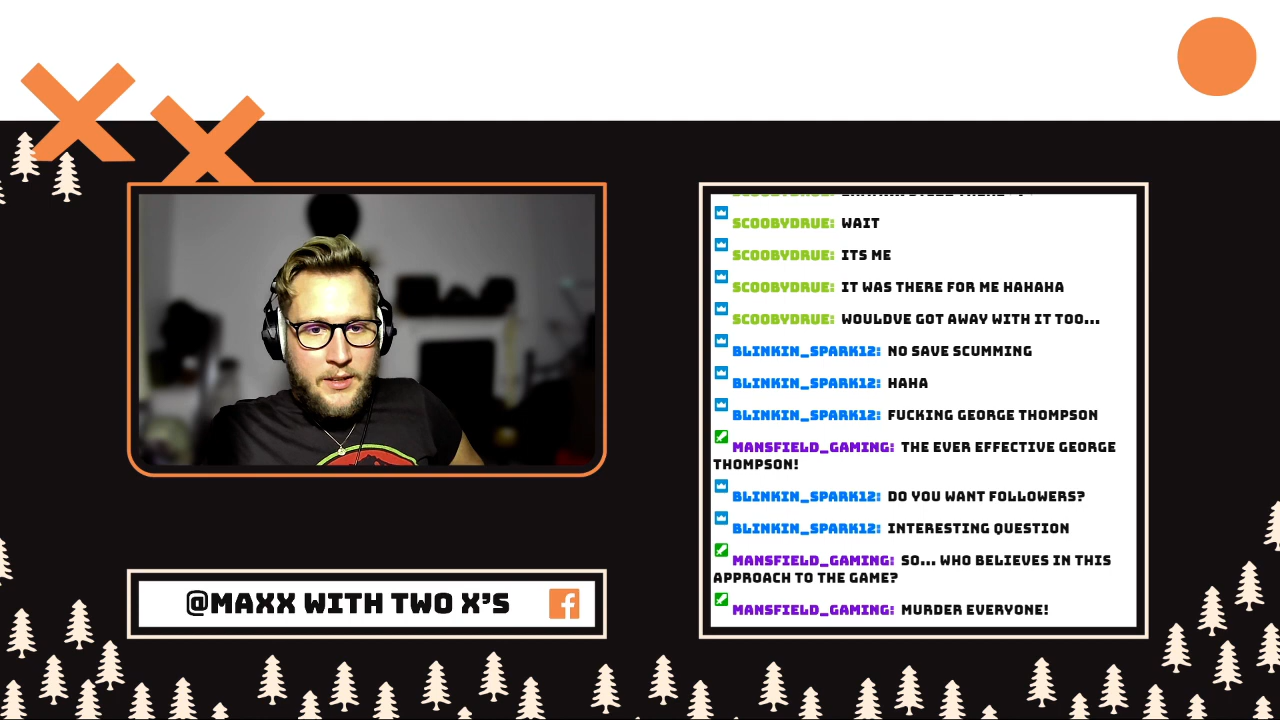 SCOOBYDRUE: WAIT
SCOOBYDRUE: ITS ME
SCOOBYDRUE: IT WAS THERE FOR ME HAHAHA
SCOOBYDRUE: WOULDVE GOT AWAY WITH IT TOO...
BLINKIN_SPARK12: NO SAVE SCUMMING
BLINKIN_SPARK12: HAHA
BLINKIN_SPARK12: FUCKING GEORGE THOMPSON
MANSFIELD_GAMING: THE EVER EFFECTIVE GEORGE
THOMPSON!
BLINKIN_SPARK12: DO YOU WANT FOLLOWERS?
BLINKIN_SPARK12: INTERESTING QUESTION
MANSFIELD_GAMING: SO... WHO BELIEVES IN THIS
APPROACH TO THE GAME?
MANSFIELD_GAMING: MURDER EVERYONE!
@MAXX WITH TWO X'S